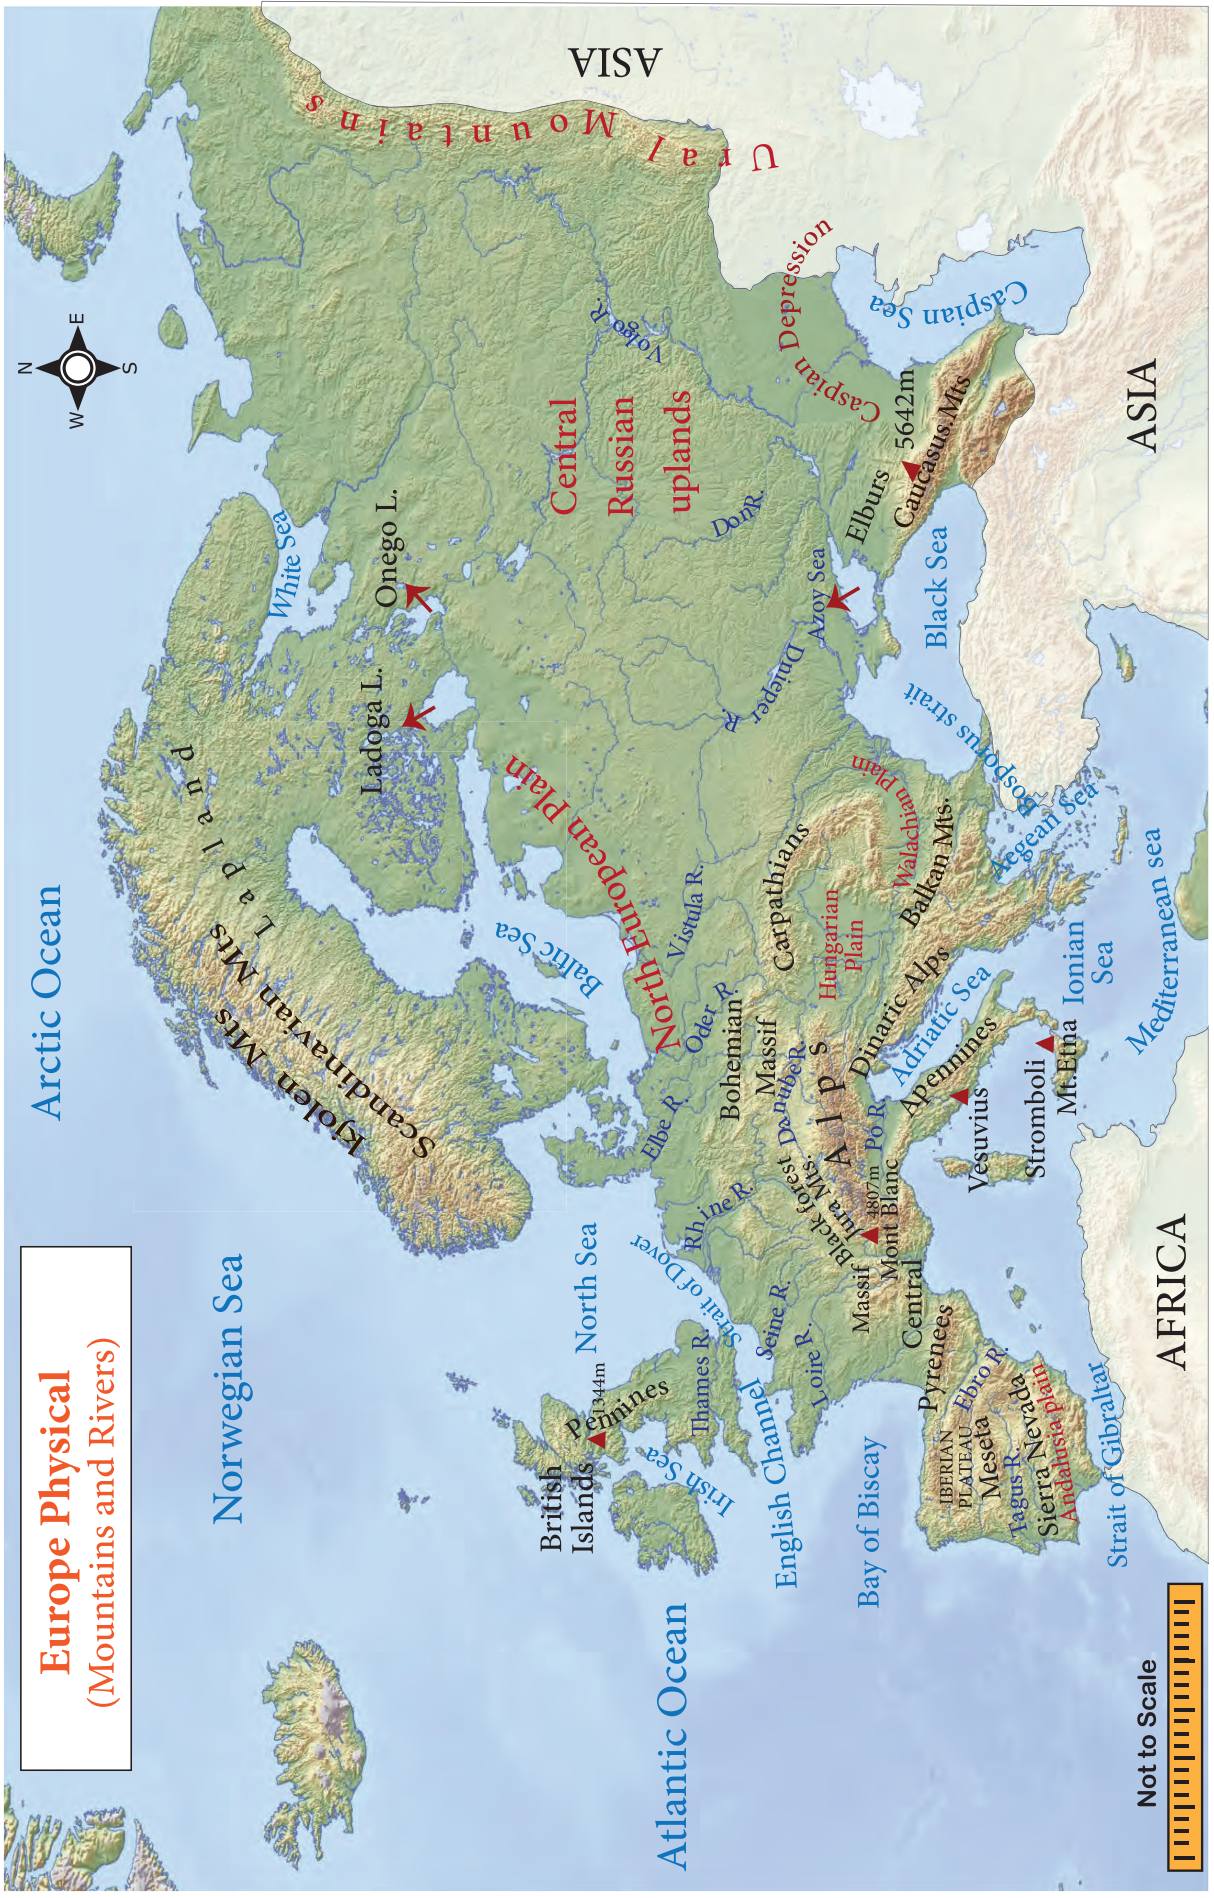 Europe Physical
(Mountains and Rivers)
N
W
E
S
Arctic Ocean
Norwegian Sea
kjolen Mts
Scandinavian Mts
Lapland
White Sea
Onego L.
Ladoga L.
Ural Mountains
ASIA
Baltic Sea
North European Plain
Central
Russian
uplands
Volgo R.
North Sea
British
Islands
1344m
Pennines
Irish Sea
Thames R.
Strait of Dover
English Channel
Atlantic Ocean
Bay of Biscay
Seine R.
Loire R.
Rhine R.
Elbe R.
Oder R.
Vistula R.
Bohemian
Massif
Danube R.
Black forest
Jura Mts.
Alps
4807m
Mont Blanc
Massif
Central
Po R.
Carpathians
Hungarian
Plain
Walachian Plain
Dnieper R.
Don R.
Azoy Sea
Caspian Depression
Caspian Sea
Elburs
5642m
Caucasus.Mts
Black Sea
Bosporus strait
Balkan Mts.
Dinaric Alps
Adriatic Sea
Apennines
Aegean Sea
Ionian
Sea
Mediterranean sea
Vesuvius
Stromboli
Mt. Etna
Pyrenees
Ebro R.
IBERIAN
PLATEAU
Meseta
Tagus R.
Sierra Nevada
Andalusia plain
Strait of Gibraltar
AFRICA
ASIA
Not to Scale